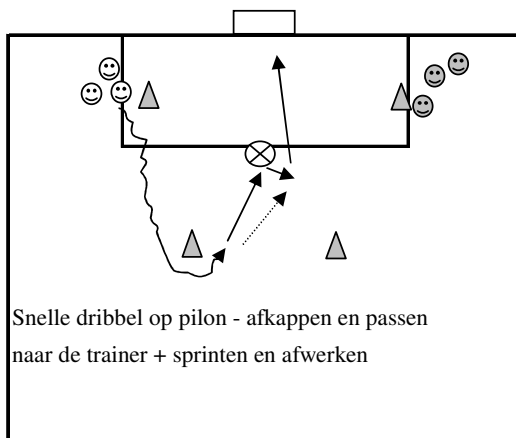 Snelle dribbel op pilon - afkappen en passen
naar de trainer + sprinten en afwerken